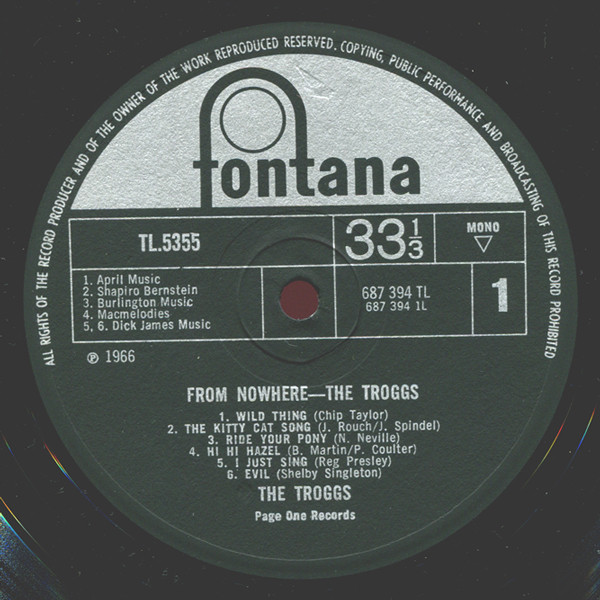 ALL RIGHTS OF THE RECORD PRODUCER AND OF THE OWNER OF THE WORK REPRODUCED RESERVED. COPYING, PUBLIC PERFORMANCE AND BROADCASTING OF THIS RECORD PROHIBITED
fontana
TL.5355
33 1/3
MONO
1. April Music
2. Shapiro Bernstein
3. Burlington Music
4. Macmelodies
5, 6. Dick James Music
687 394 TL
687 394 1L
1
℗ 1966
FROM NOWHERE—THE TROGGS
1. WILD THING (Chip Taylor)
2. THE KITTY CAT SONG (J. Rouch/J. Spindel)
3. RIDE YOUR PONY (N. Neville)
4. HI HI HAZEL (B. Martin/P. Coulter)
5. I JUST SING (Reg Presley)
6. EVIL (Shelby Singleton)
THE TROGGS
Page One Records